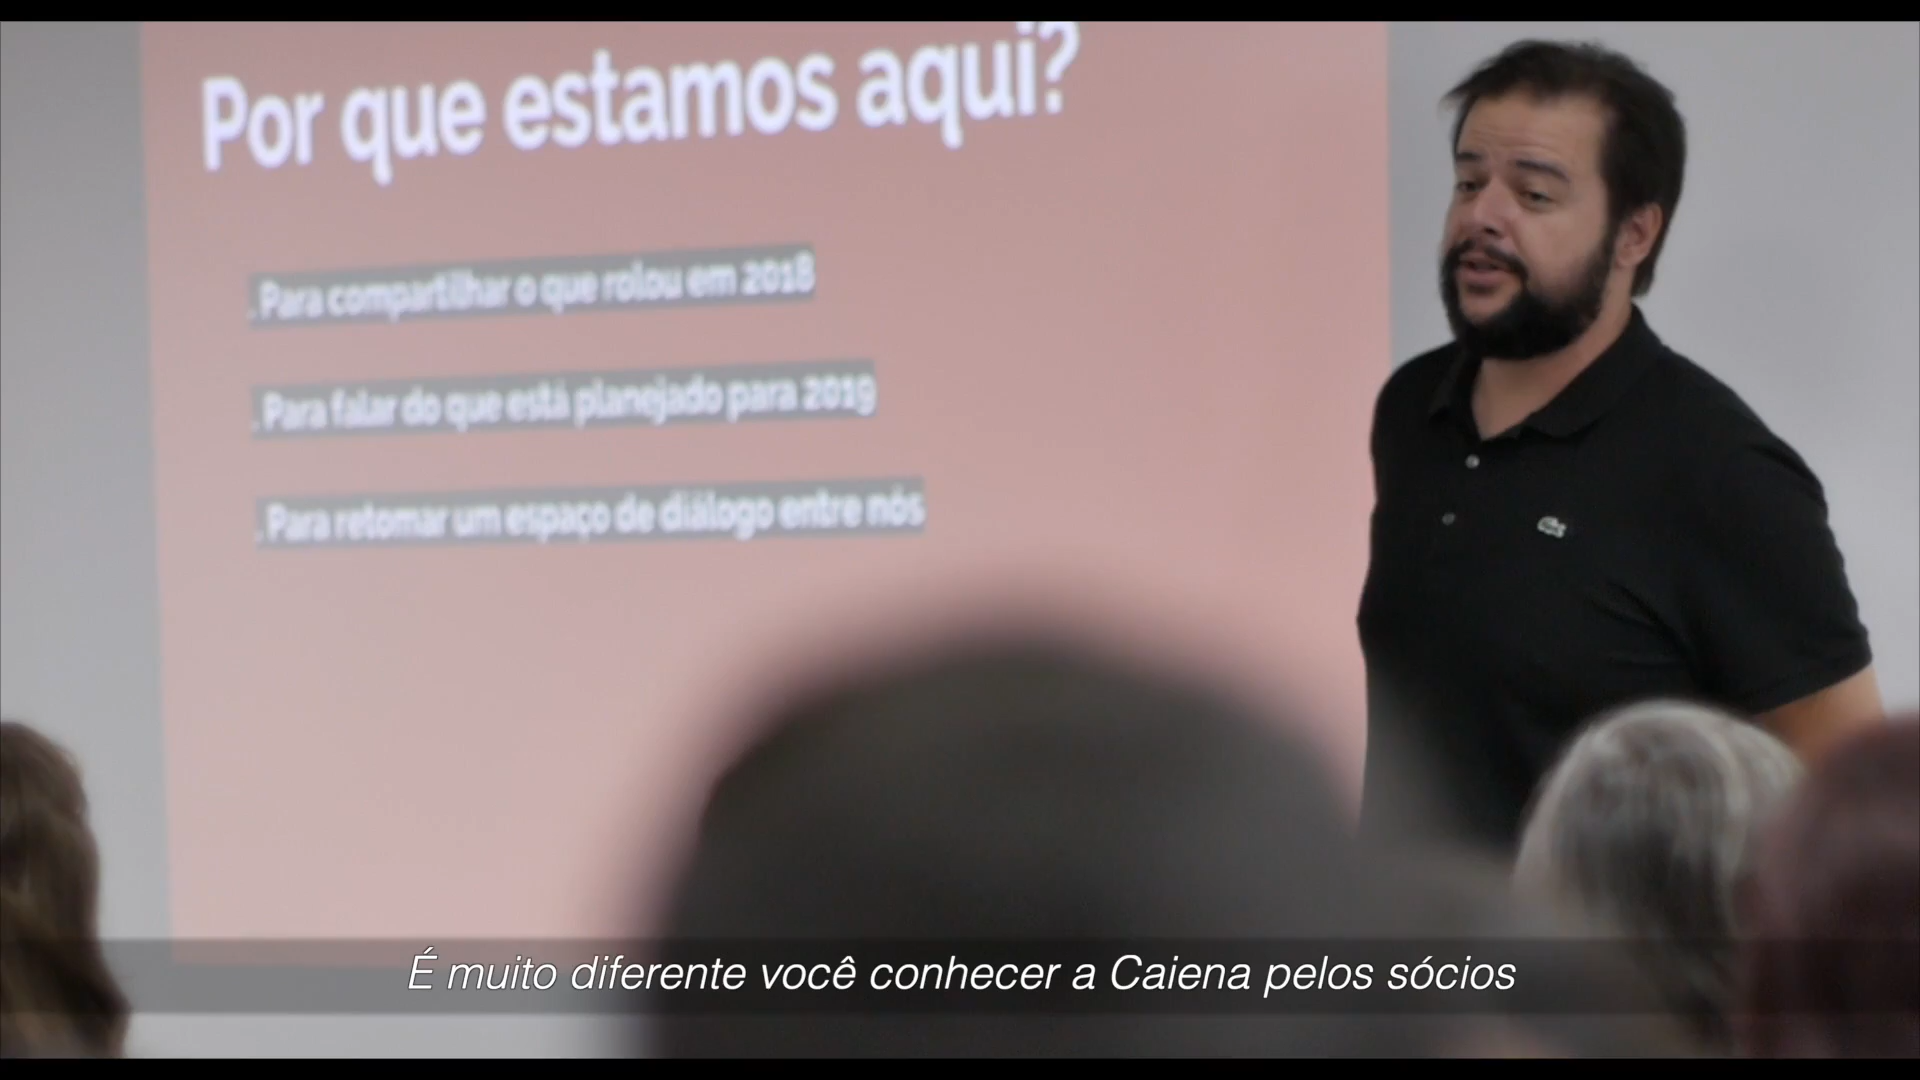 Por que estamos aqui?
. Para compartilhar o que rolou em 2018
. Para falar do que está planejado para 2019
. Para retomar um espaço de diálogo entre nós
É muito diferente você conhecer a Caiena pelos sócios